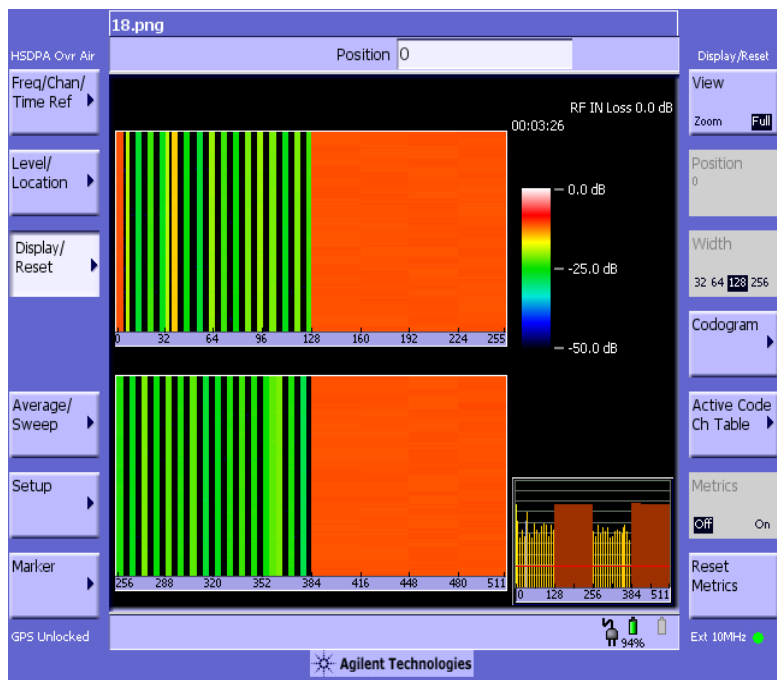 18.png
HSDPA Ovr Air
Position 0
Display/Reset
Freq/Chan/
Time Ref
Level/
Location
Display/
Reset
Average/
Sweep
Setup
Marker
GPS Unlocked
RF IN Loss 0.0 dB
00:03:26
0.0 dB
-25.0 dB
-50.0 dB
0 32 64 96 128 160 192 224 255
256 288 320 352 384 416 448 480 511
0 128 256 384 511
View
Zoom Full
Position
0
Width
32 64 128 256
Codogram
Active Code
Ch Table
Metrics
Off On
Reset
Metrics
94%
Ext 10MHz
Agilent Technologies